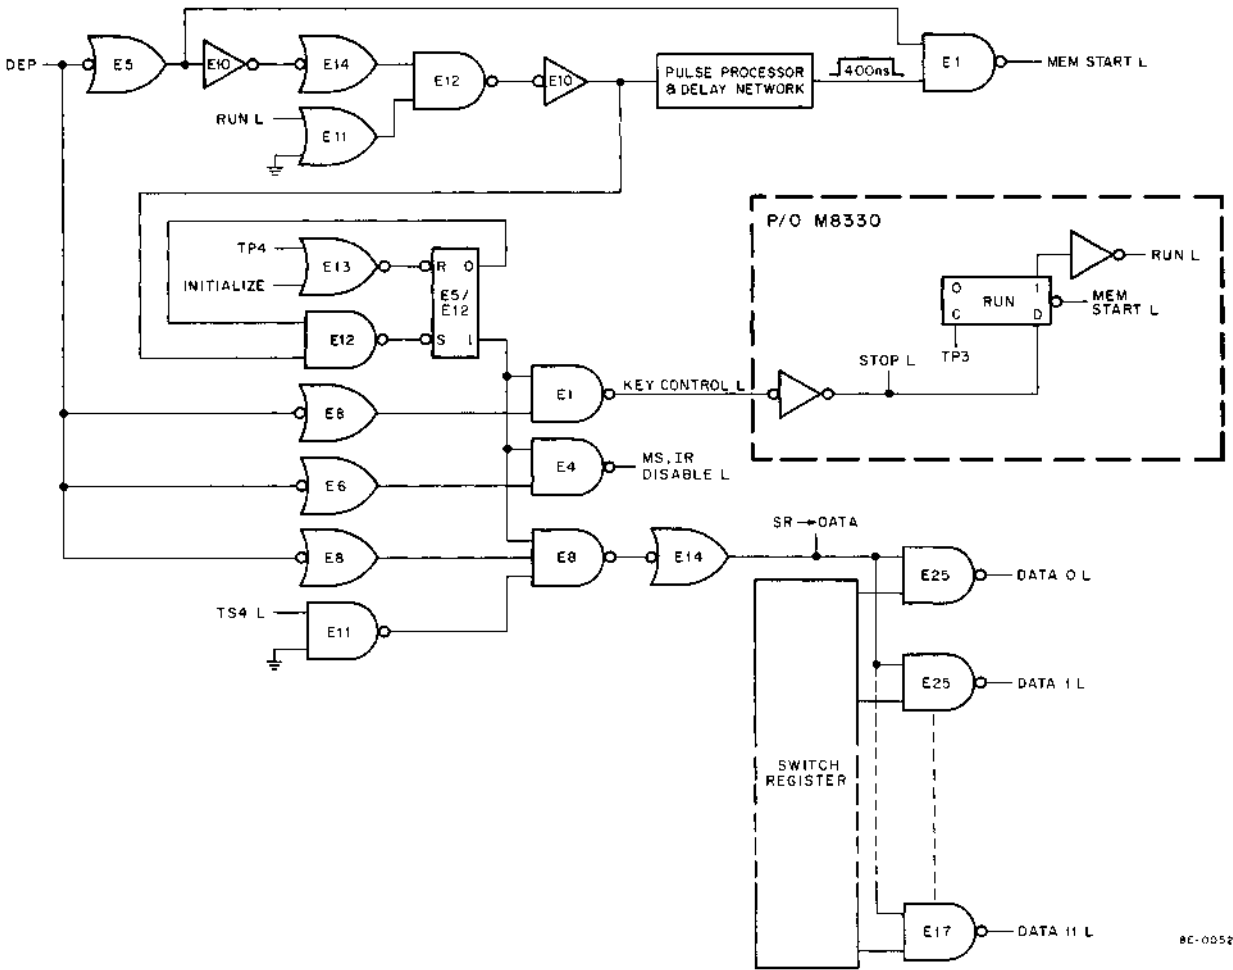 DEP
E5
E10
E14
E12
E10
PULSE PROCESSOR
& DELAY NETWORK
400ns
E1
MEM START L
RUN L
E11
P/O M8330
TP4
INITIALIZE
E13
R 0
E5/
E12
S 1
E12
RUN L
0 1
RUN
C D
MEM
START L
TP3
STOP L
E8
E1
KEY CONTROL L
E6
E4
MS, IR
DISABLE L
E8
E8
E14
SR → DATA
E25
DATA 0 L
TS4 L
E11
E25
DATA 1 L
SWITCH
REGISTER
E17
DATA 11 L
8E-0052